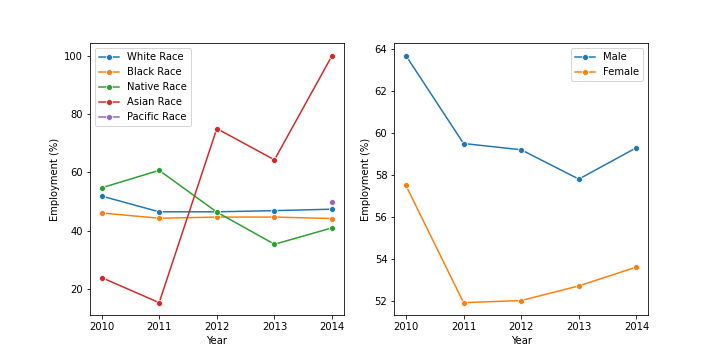 100
80
60
40
20
Employment (%)
White Race
Black Race
Native Race
Asian Race
Pacific Race
2010 2011 2012 2013 2014
Year
64
62
60
58
56
54
52
Employment (%)
Male
Female
2010 2011 2012 2013 2014
Year